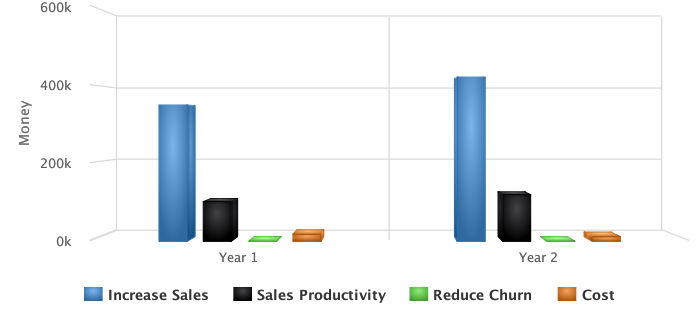 600k
400k
Money
200k
0k
Year 1 Year 2
Increase Sales Sales Productivity Reduce Churn Cost